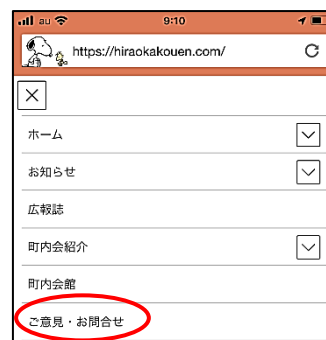 au 9:10
https://hiraokakouen.com/
ホーム
お知らせ
広報誌
町内会紹介
町内会館
ご意見・お問合せ